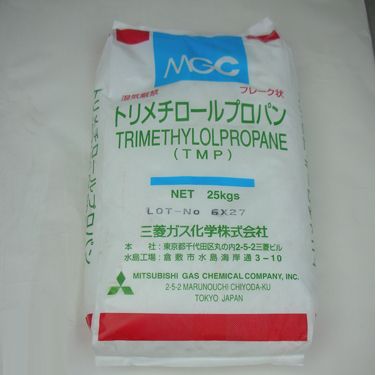 MGC
湿気厳禁
フレーク状
トリメチロールプロパン
TRIMETHYLOLPROPANE
(TMP)
NET 25kgs
LOT-No 6X27
三菱ガス化学株式会社
本社：東京都千代田区丸の内2-5-2三菱ビル
水島工場：倉敷市水島海岸通3-10
MITSUBISHI GAS CHEMICAL COMPANY, INC.
2-5-2 MARUNOUCHI CHIYODA-KU
TOKYO JAPAN
トリメチロールプロパン